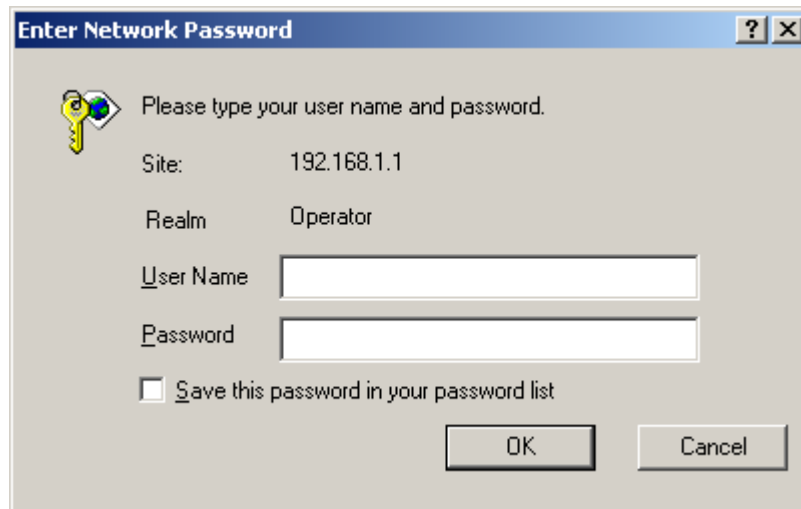 Enter Network Password
Please type your user name and password.
Site: 192.168.1.1
Realm Operator
User Name
Password
Save this password in your password list
OK Cancel